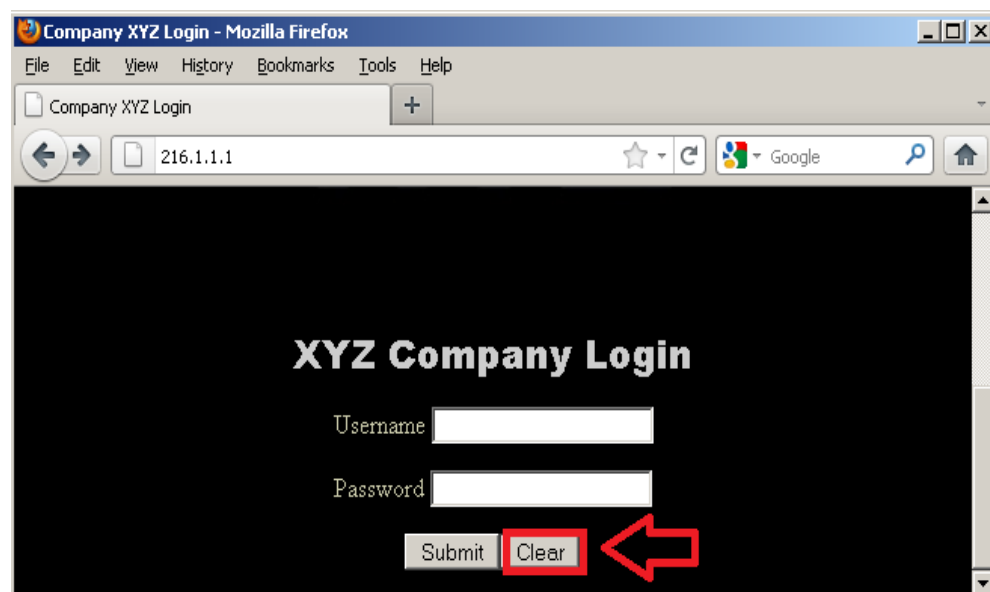 Company XYZ Login - Mozilla Firefox
File Edit View History Bookmarks Tools Help
Company XYZ Login +
216.1.1.1 Google
XYZ Company Login
Username
Password
Submit Clear